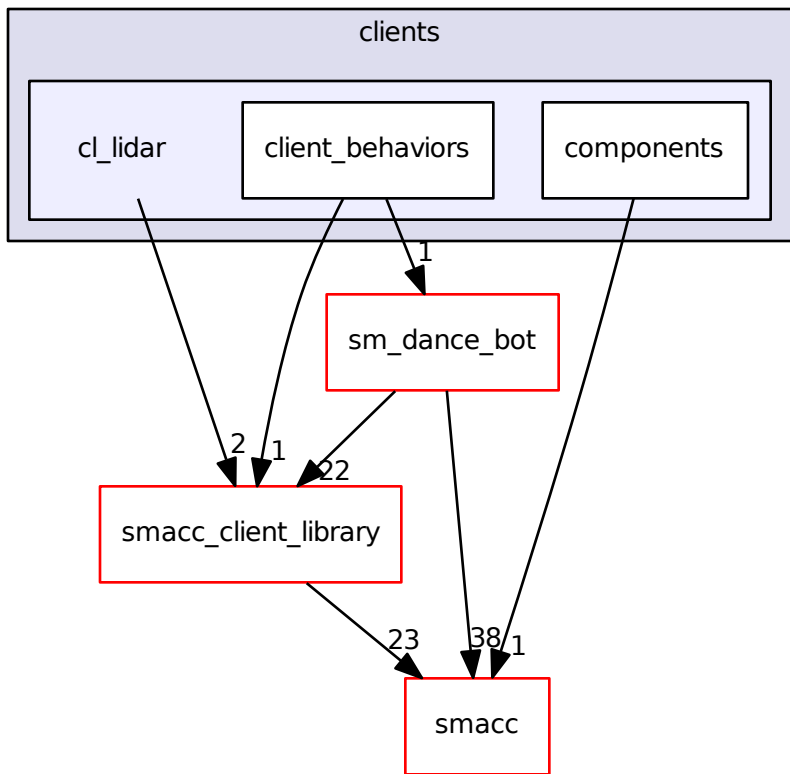 clients
cl_lidar
client_behaviors
components
1
sm_dance_bot
2
1
22
smacc_client_library
23
38
1
smacc